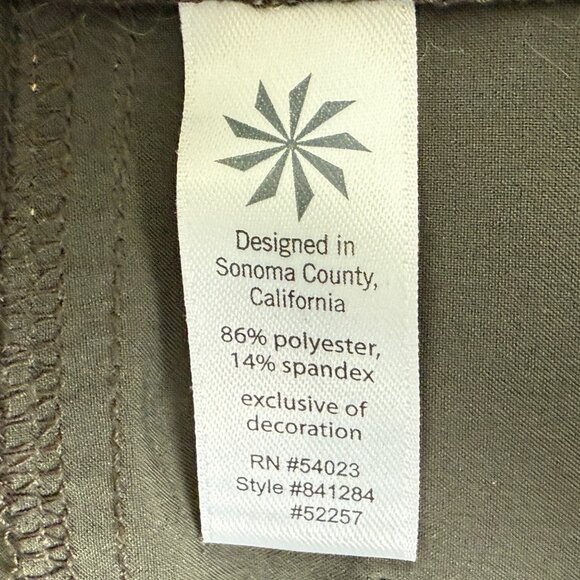 Designed in
Sonoma County,
California
86% polyester,
14% spandex
exclusive of
decoration
RN #54023
Style #841284
#52257